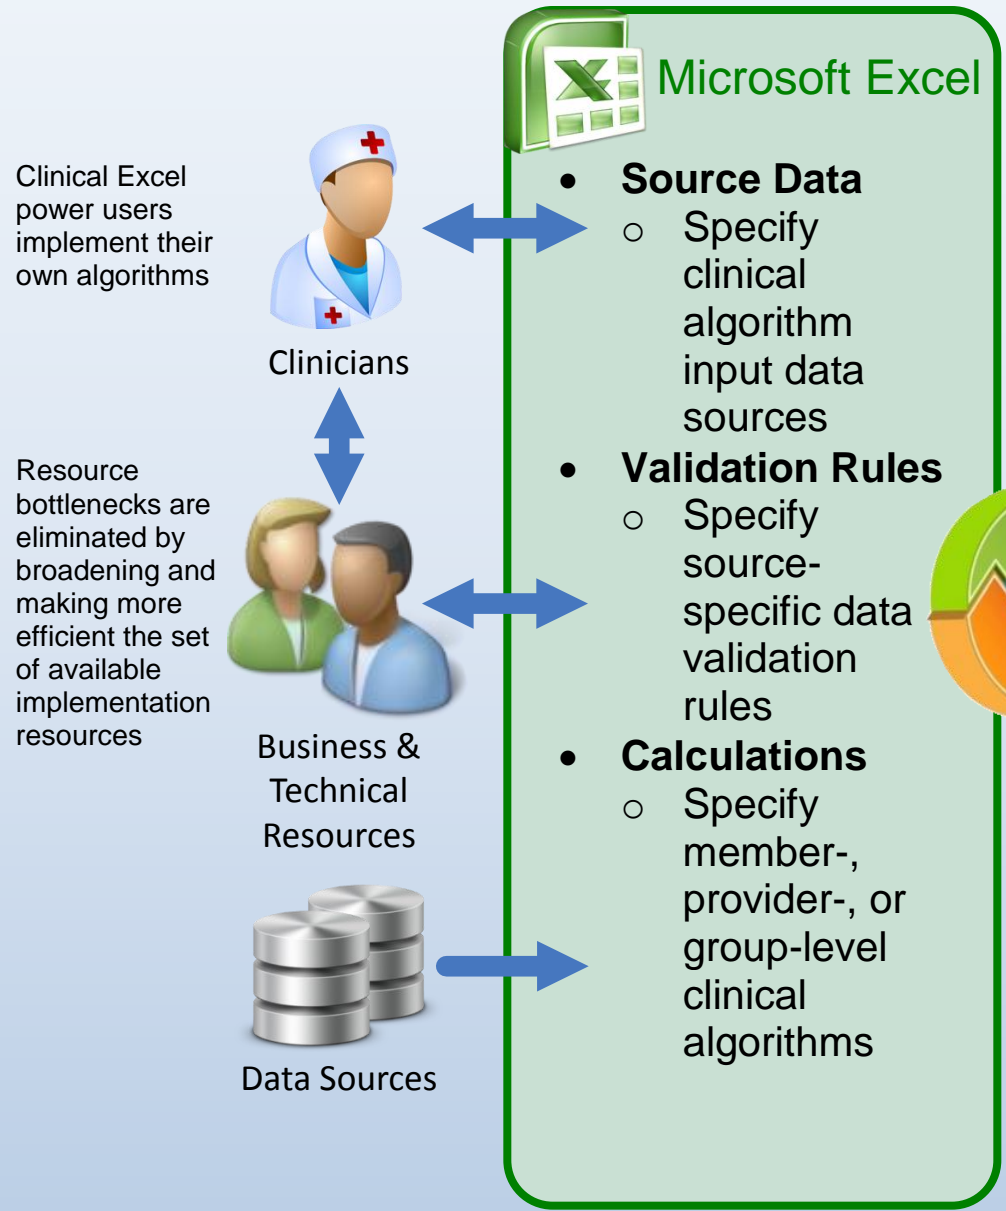 Clinical Excel
power users
implement their
own algorithms
Clinicians
Resource
bottlenecks are
eliminated by
broadening and
making more
efficient the set
of available
implementation
resources
Business &
Technical
Resources
Data Sources
Microsoft Excel
• Source Data
o Specify
clinical
algorithm
input data
sources
• Validation Rules
o Specify
source-
specific data
validation
rules
• Calculations
o Specify
member-,
provider-, or
group-level
clinical
algorithms